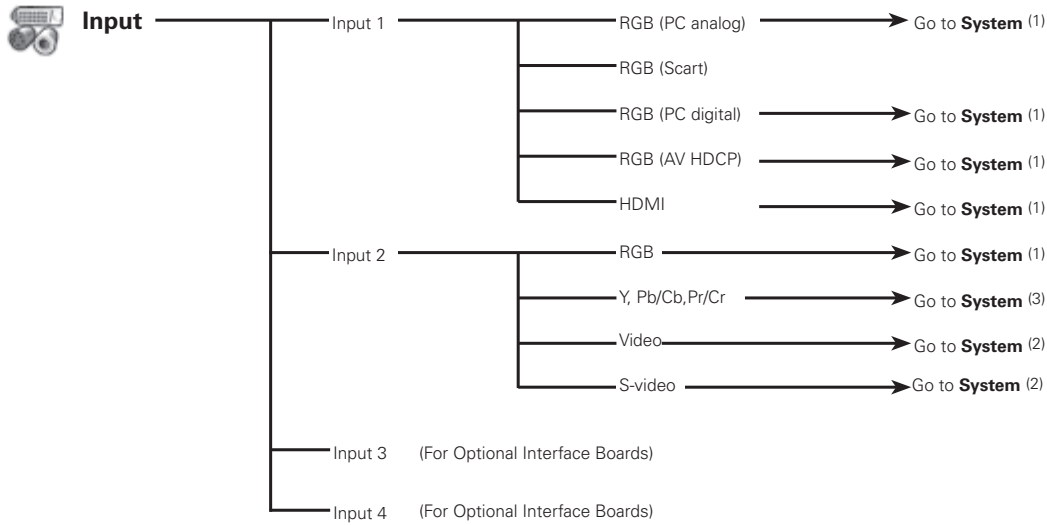 Input
Input 1
RGB (PC analog)
Go to System (1)
RGB (Scart)
RGB (PC digital)
Go to System (1)
RGB (AV HDCP)
Go to System (1)
HDMI
Go to System (1)
Input 2
RGB
Go to System (1)
Y, Pb/Cb,Pr/Cr
Go to System (3)
Video
Go to System (2)
S-video
Go to System (2)
Input 3
(For Optional Interface Boards)
Input 4
(For Optional Interface Boards)